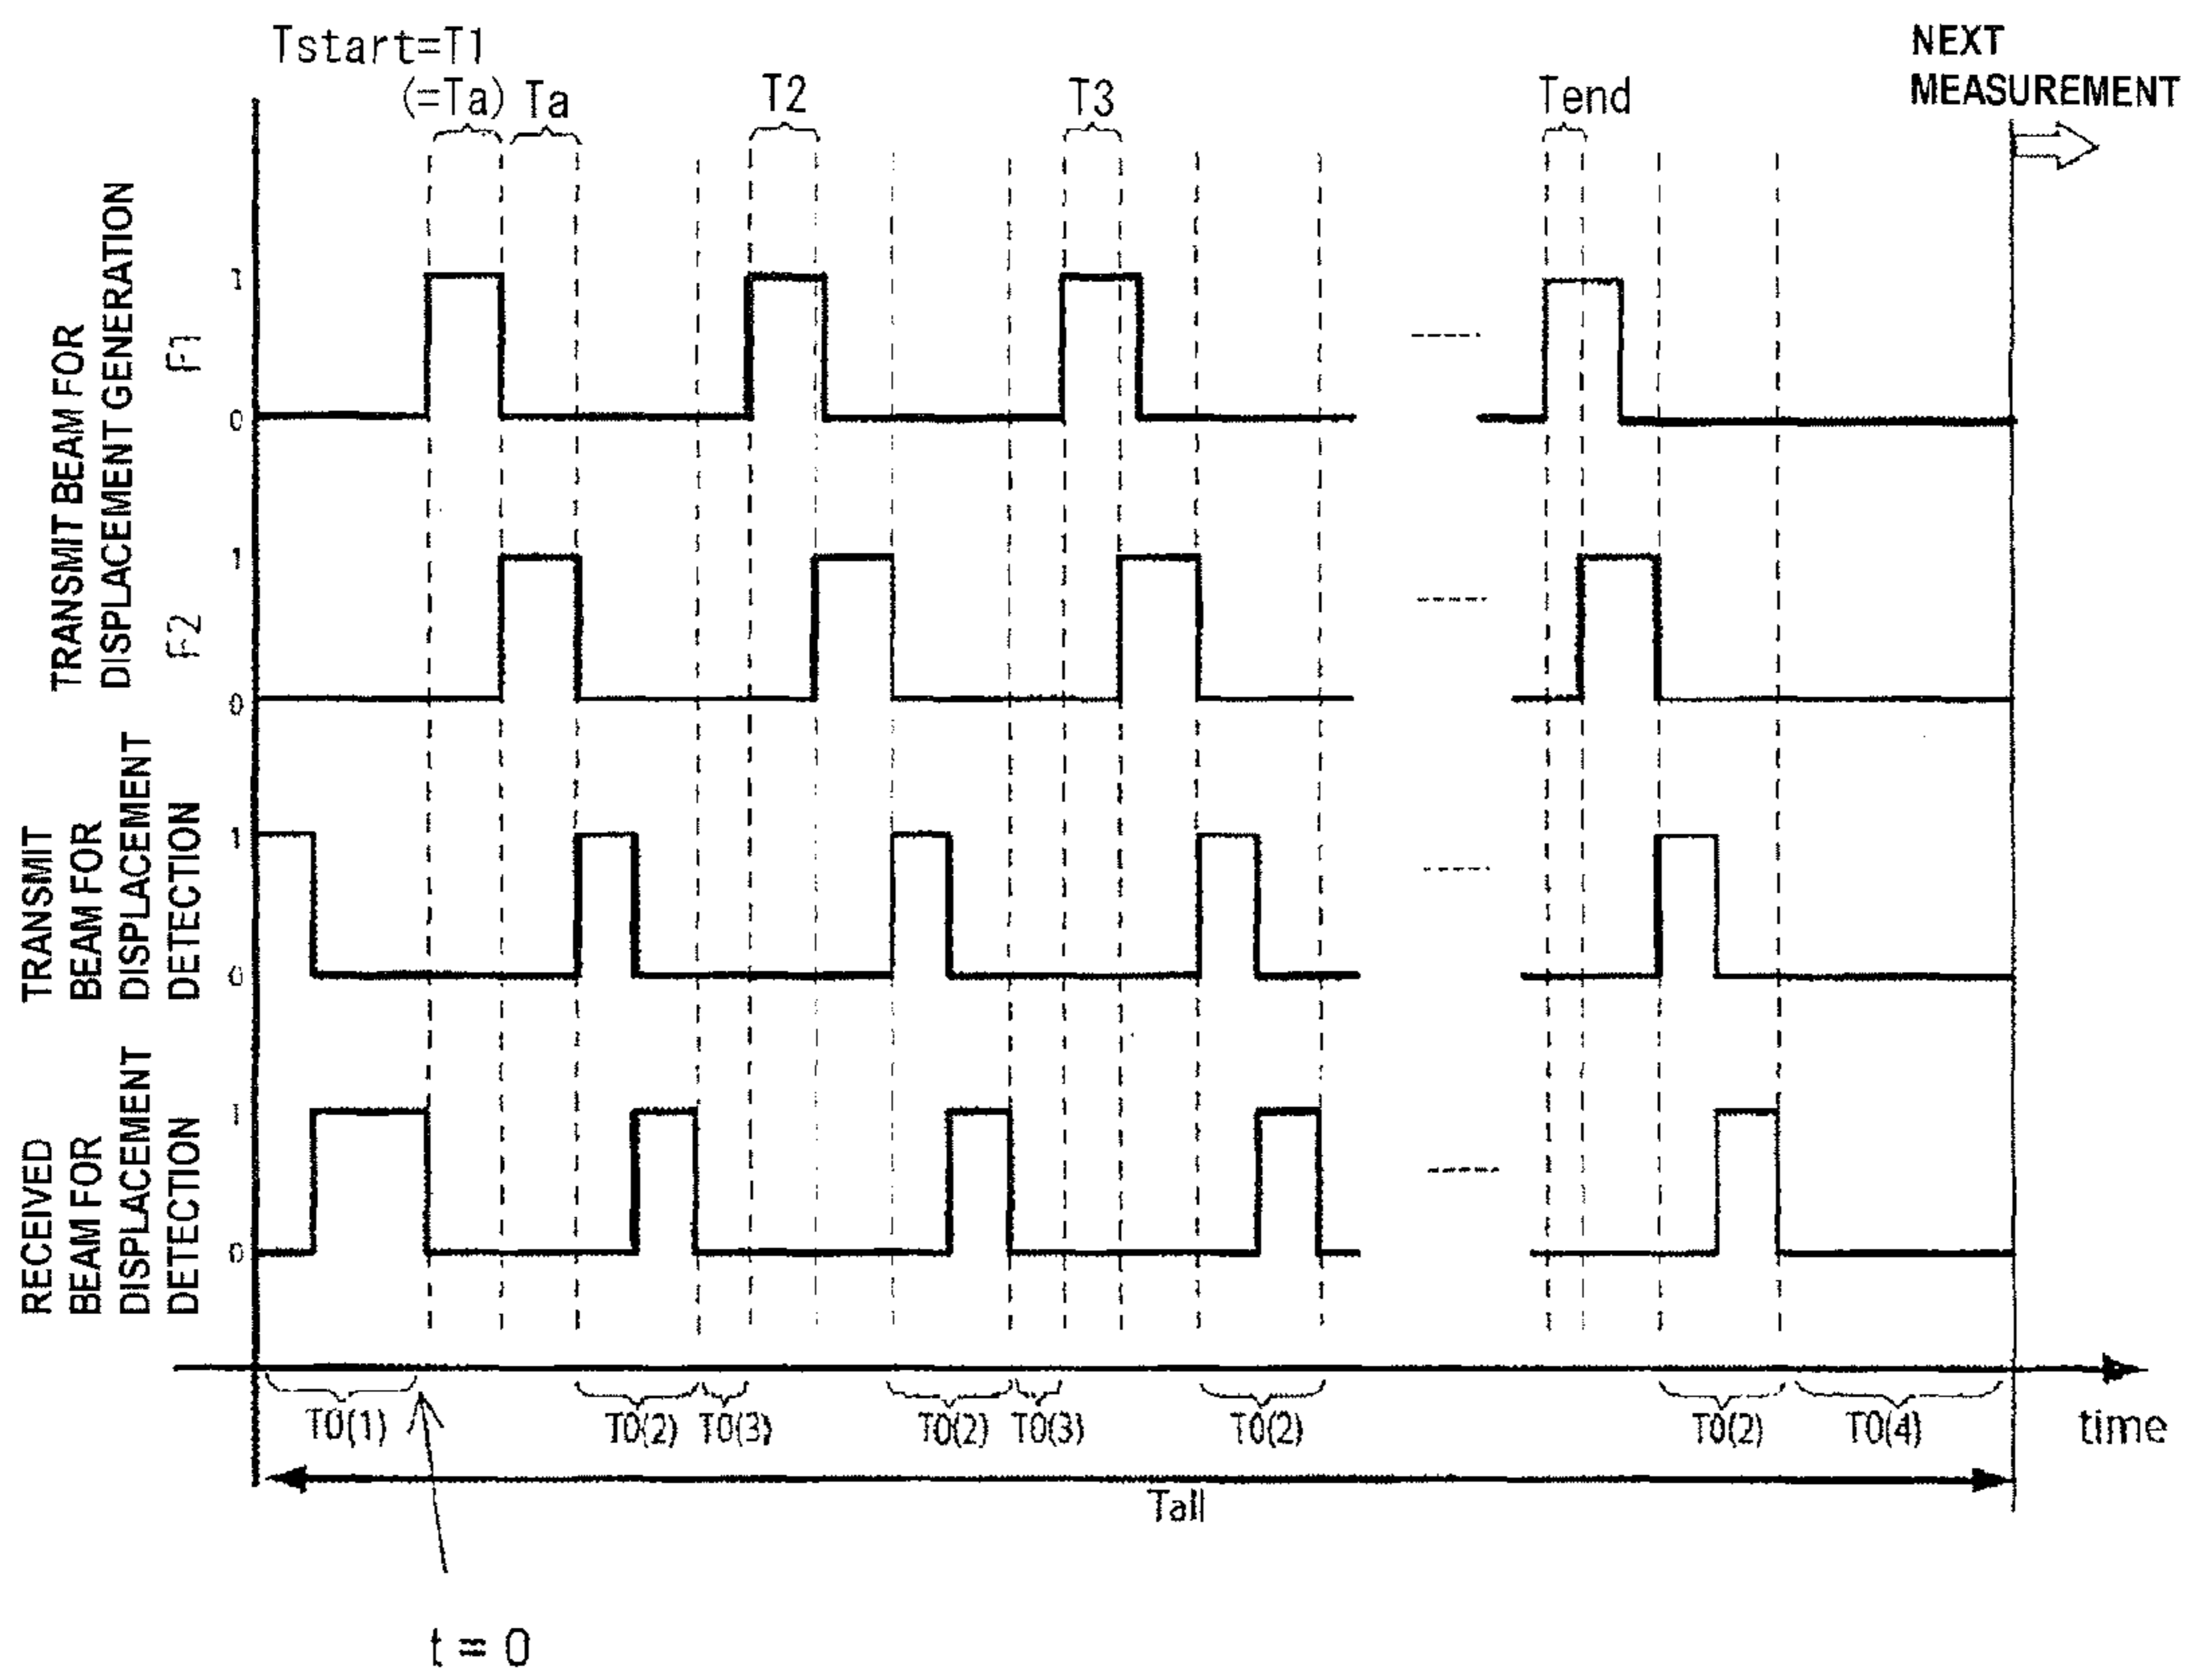 Tstart=T1
(=Ta)
Ta
T2
T3
Tend
NEXT
MEASUREMENT
TRANSMIT BEAM FOR
DISPLACEMENT GENERATION
F1
1
0
F2
1
0
TRANSMIT
BEAM FOR
DISPLACEMENT
DETECTION
1
0
RECEIVED
BEAM FOR
DISPLACEMENT
DETECTION
1
0
T0(1)
T0(2)
T0(3)
T0(2)
T0(3)
T0(2)
T0(2)
T0(4)
time
Tall
t = 0